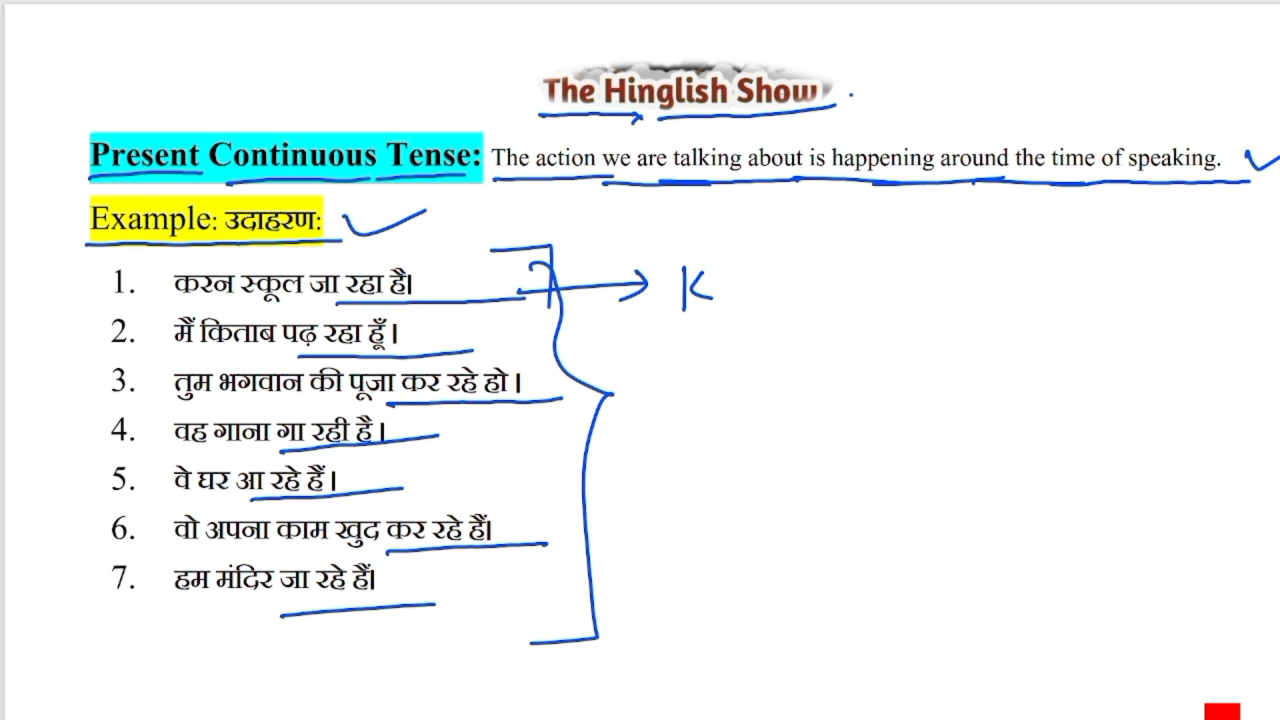 The Hinglish Show
Present Continuous Tense: The action we are talking about is happening around the time of speaking.
Example: उदाहरण:
1. करन स्कूल जा रहा है।
K
2. मैं किताब पढ़ रहा हूँ।
3. तुम भगवान की पूजा कर रहे हो।
4. वह गाना गा रही है।
5. वे घर आ रहे हैं।
6. वो अपना काम खुद कर रहे हैं।
7. हम मंदिर जा रहे हैं।